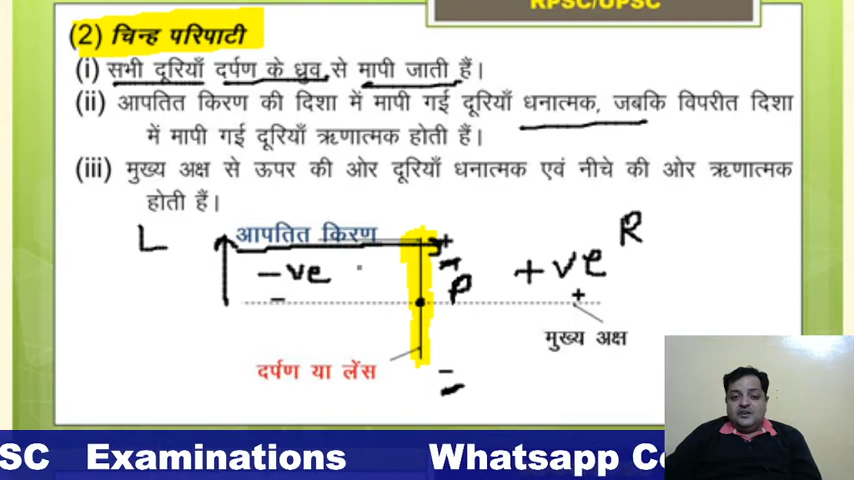 RPSC/UPSC
(2) चिन्ह परिपाटी
(i) सभी दूरियाँ दर्पण के ध्रुव से मापी जाती हैं।
(ii) आपतित किरण की दिशा में मापी गई दूरियाँ धनात्मक, जबकि विपरीत दिशा
में मापी गई दूरियाँ ऋणात्मक होती हैं।
(iii) मुख्य अक्ष से ऊपर की ओर दूरियाँ धनात्मक एवं नीचे की ओर ऋणात्मक
होती हैं।
L आपतित किरण + R
-ve P +ve
- +
मुख्य अक्ष
दर्पण या लेंस -
SC Examinations Whatsapp Co